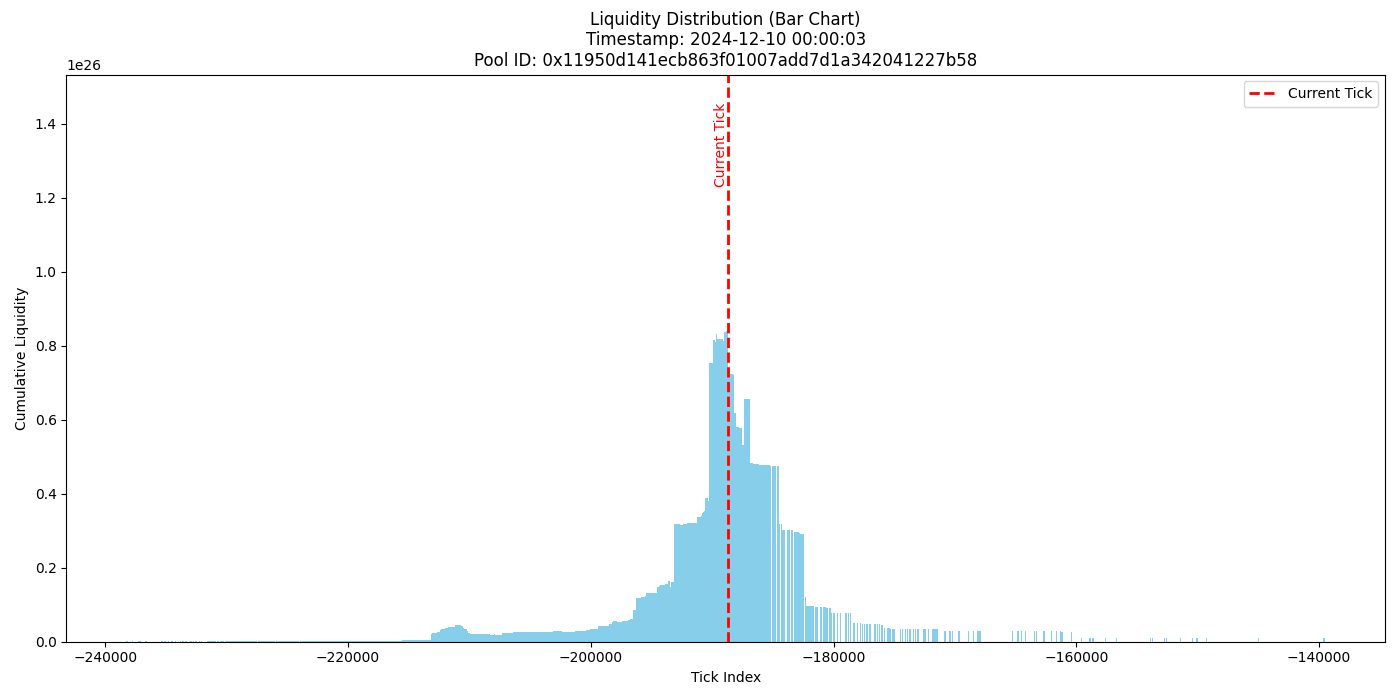 Liquidity Distribution (Bar Chart)
Timestamp: 2024-12-10 00:00:03
Pool ID: 0x11950d141ecb863f01007add7d1a342041227b58
1e26
Current Tick
Current Tick
1.4
1.2
1.0
0.8
0.6
0.4
0.2
0.0
Cumulative Liquidity
−240000
−220000
−200000
−180000
−160000
−140000
Tick Index